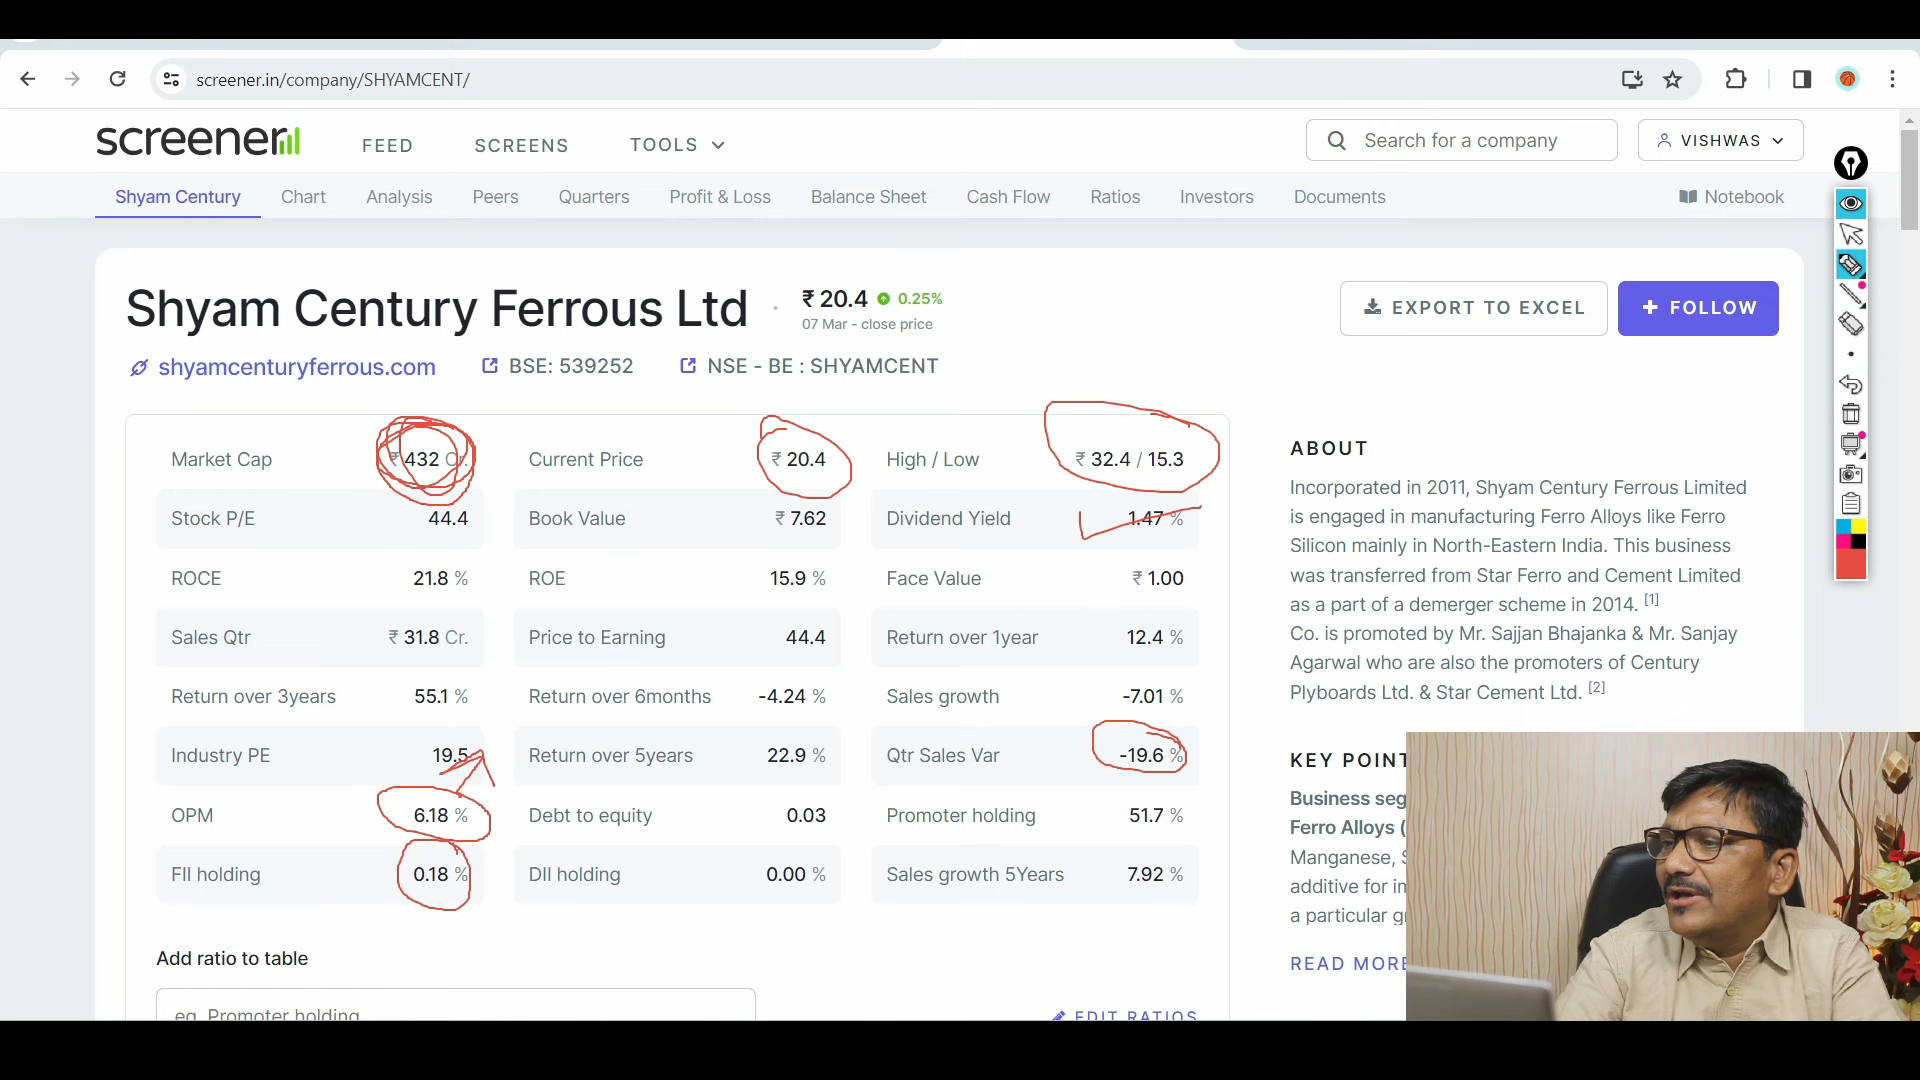 screener.in/company/SHYAMCENT/
screener
FEED
SCREENS
TOOLS
Search for a company
VISHWAS
Shyam Century
Chart
Analysis
Peers
Quarters
Profit & Loss
Balance Sheet
Cash Flow
Ratios
Investors
Documents
Notebook
Shyam Century Ferrous Ltd
₹ 20.4 0.25%
07 Mar - close price
EXPORT TO EXCEL
+ FOLLOW
shyamcenturyferrous.com
BSE: 539252
NSE - BE : SHYAMCENT
Market Cap ₹ 432 Cr.
Current Price ₹ 20.4
High / Low ₹ 32.4 / 15.3
Stock P/E 44.4
Book Value ₹ 7.62
Dividend Yield 1.47 %
ROCE 21.8 %
ROE 15.9 %
Face Value ₹ 1.00
Sales Qtr ₹ 31.8 Cr.
Price to Earning 44.4
Return over 1year 12.4 %
Return over 3years 55.1 %
Return over 6months -4.24 %
Sales growth -7.01 %
Industry PE 19.5
Return over 5years 22.9 %
Qtr Sales Var -19.6 %
OPM 6.18 %
Debt to equity 0.03
Promoter holding 51.7 %
FII holding 0.18 %
DII holding 0.00 %
Sales growth 5Years 7.92 %
Add ratio to table
eg. Promoter holding
EDIT RATIOS
ABOUT
Incorporated in 2011, Shyam Century Ferrous Limited
is engaged in manufacturing Ferro Alloys like Ferro
Silicon mainly in North-Eastern India. This business
was transferred from Star Ferro and Cement Limited
as a part of a demerger scheme in 2014. [1]
Co. is promoted by Mr. Sajjan Bhajanka & Mr. Sanjay
Agarwal who are also the promoters of Century
Plyboards Ltd. & Star Cement Ltd. [2]
KEY POINT
Business seg
Ferro Alloys (
Manganese,
additive for
a particular
READ MORE